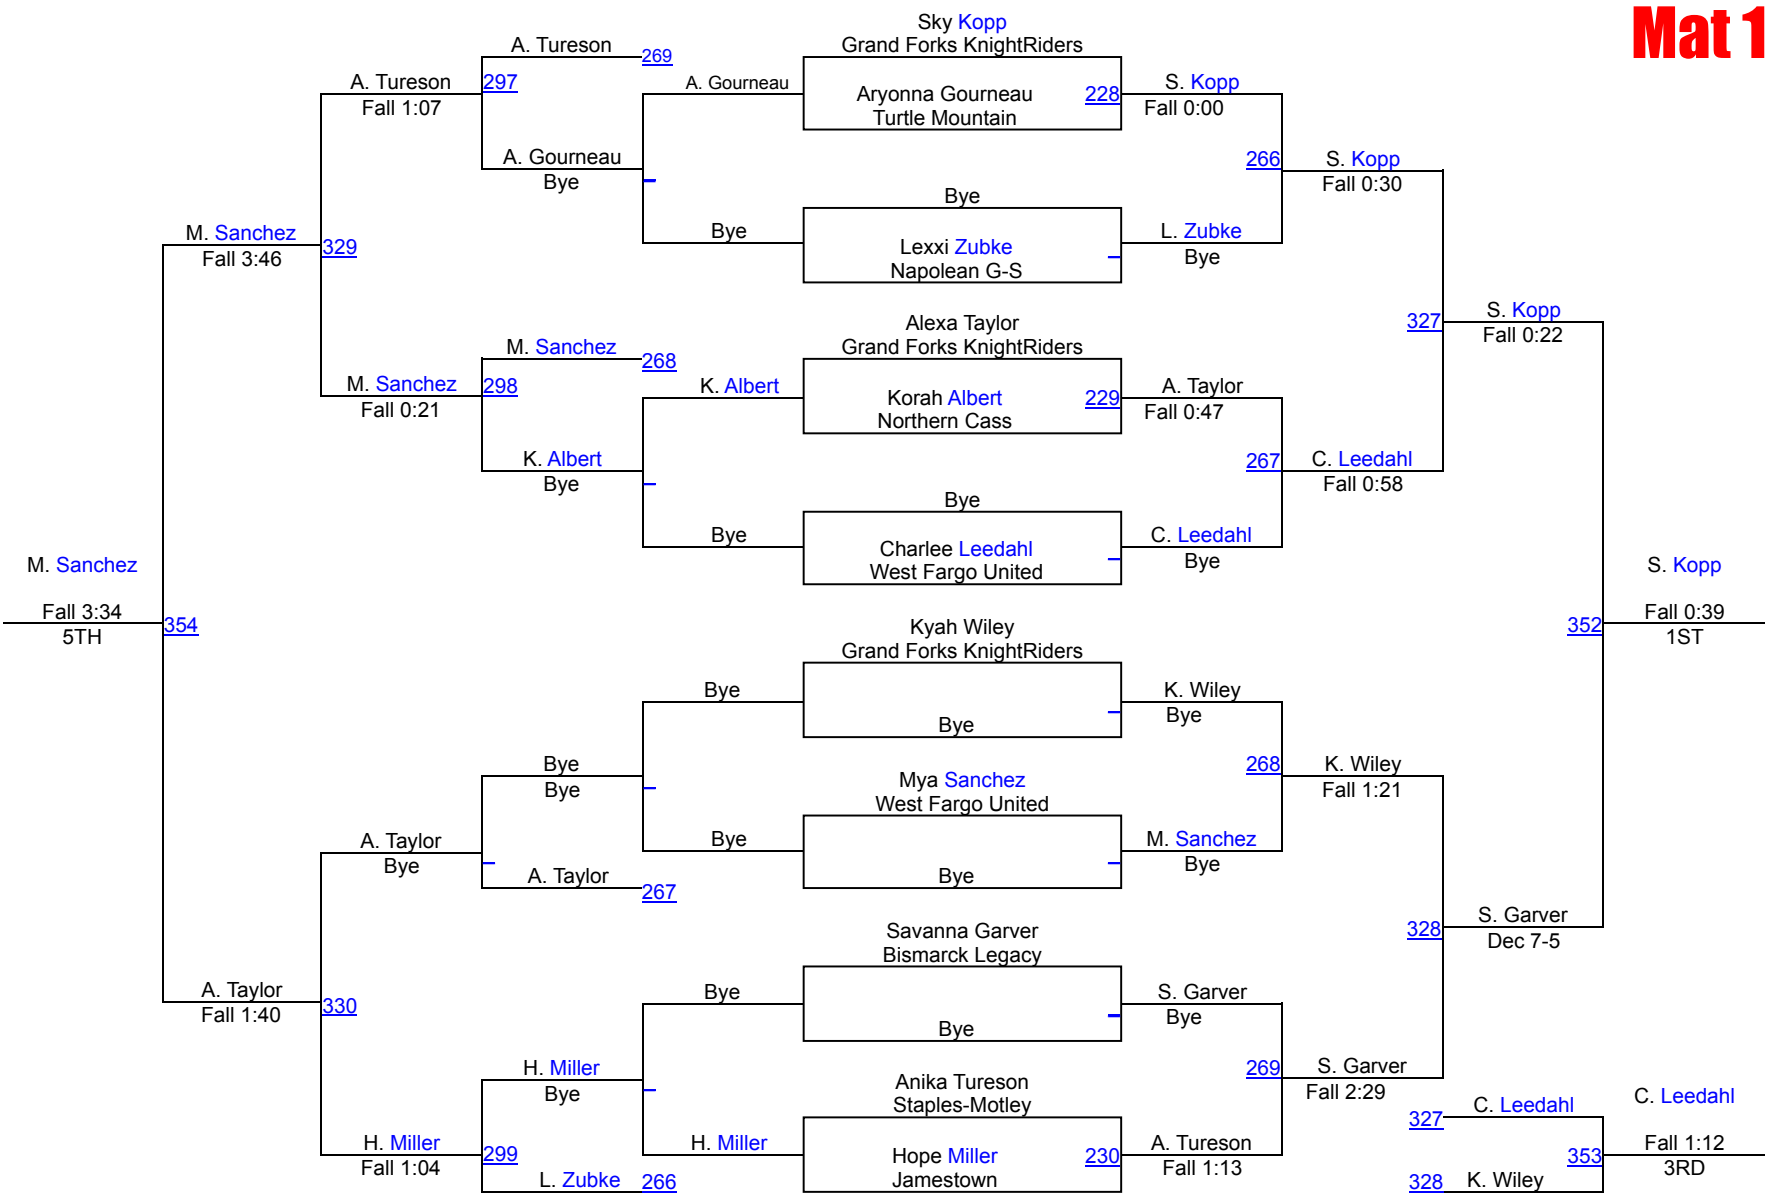 Mat 1
Sky Kopp
Grand Forks KnightRiders
A. Tureson
269
A. Tureson
297
A. Gourneau
Aryonna Gourneau
228
S. Kopp
Fall 1:07
Turtle Mountain
Fall 0:00
A. Gourneau
266
S. Kopp
Bye
Fall 0:30
Bye
M. Sanchez
Bye
L. Zubke
329
Lexxi Zubke
Fall 3:46
Napolean G-S
Bye
S. Kopp
327
Fall 0:22
Alexa Taylor
M. Sanchez
Grand Forks KnightRiders
268
M. Sanchez
298
K. Albert
Korah Albert
229
A. Taylor
Fall 0:21
Northern Cass
Fall 0:47
K. Albert
267
C. Leedahl
Bye
Fall 0:58
Bye
Bye
C. Leedahl
Charlee Leedahl
Bye
West Fargo United
M. Sanchez
S. Kopp
Fall 3:34
354
5TH
352
Fall 0:39
1ST
Kyah Wiley
Grand Forks KnightRiders
Bye
K. Wiley
Bye
Bye
Bye
268
K. Wiley
Bye
Mya Sanchez
Fall 1:21
West Fargo United
A. Taylor
Bye
M. Sanchez
Bye
Bye
A. Taylor
Bye
267
Savanna Garver
S. Garver
328
Bismarck Legacy
Dec 7-5
A. Taylor
Bye
S. Garver
330
Fall 1:40
Bye
Bye
H. Miller
269
S. Garver
Bye
Anika Tureson
Fall 2:29
Staples-Motley
C. Leedahl
C. Leedahl
327
H. Miller
299
H. Miller
Hope Miller
230
A. Tureson
353
Fall 1:12
Fall 1:04
Jamestown
Fall 1:13
3RD
L. Zubke
266
328
K. Wiley